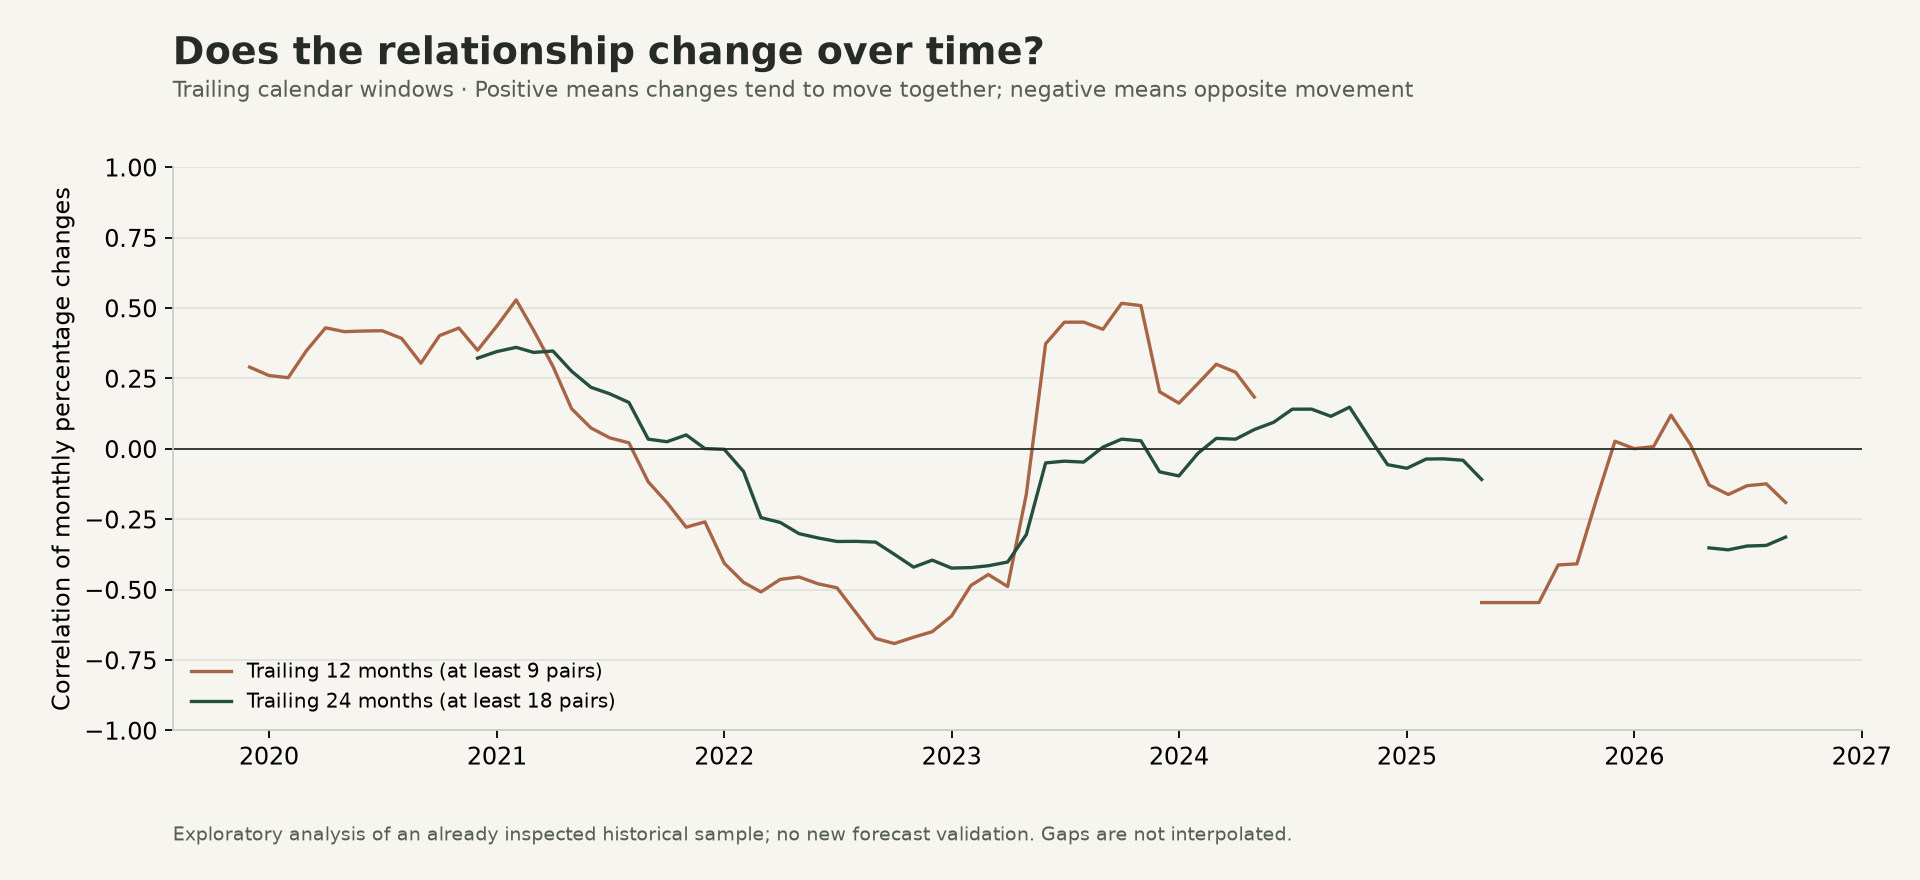 Does the relationship change over time?
Trailing calendar windows · Positive means changes tend to move together; negative means opposite movement
Correlation of monthly percentage changes
1.00
0.75
0.50
0.25
0.00
−0.25
−0.50
−0.75
−1.00
Trailing 12 months (at least 9 pairs)
Trailing 24 months (at least 18 pairs)
2020 2021 2022 2023 2024 2025 2026 2027
Exploratory analysis of an already inspected historical sample; no new forecast validation. Gaps are not interpolated.